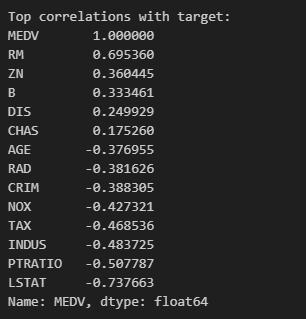 Top correlations with target:
MEDV       1.000000
RM         0.695360
ZN         0.360445
B          0.333461
DIS        0.249929
CHAS       0.175260
AGE       -0.376955
RAD       -0.381626
CRIM      -0.388305
NOX       -0.427321
TAX       -0.468536
INDUS     -0.483725
PTRATIO   -0.507787
LSTAT     -0.737663
Name: MEDV, dtype: float64